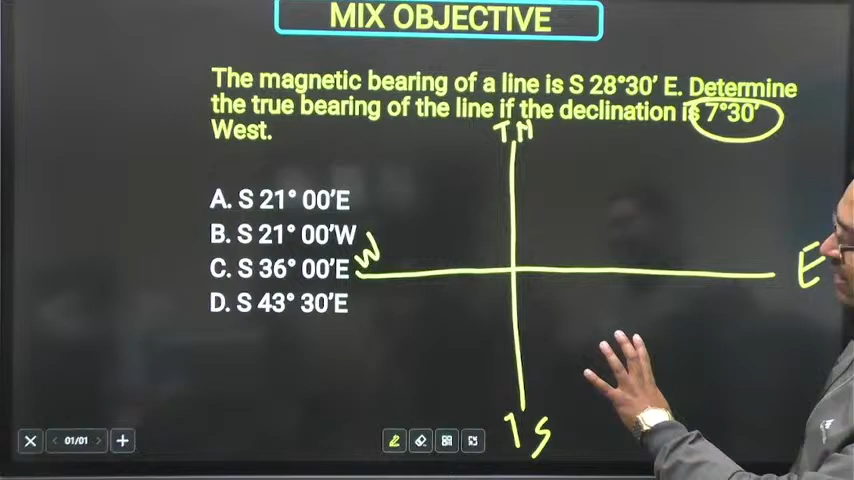 MIX OBJECTIVE
The magnetic bearing of a line is S 28°30′ E. Determine
the true bearing of the line if the declination is 7°30′
West.
TN
A. S 21° 00′E
B. S 21° 00′W
C. S 36° 00′E
D. S 43° 30′E
W
E
TS
01/01